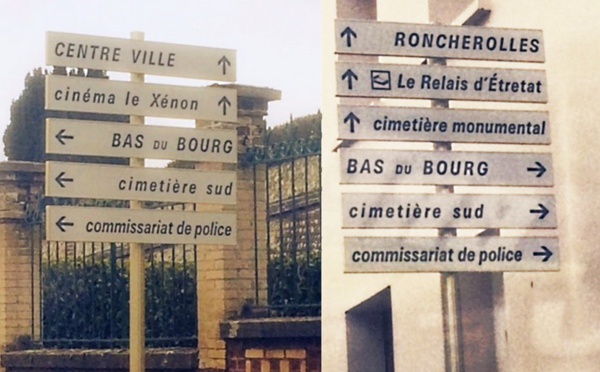 CENTRE VILLE ↑
cinéma le Xénon ↑
← BAS DU BOURG
← cimetière sud
← commissariat de police
↑ RONCHEROLLES
↑ Le Relais d'Étretat
↑ cimetière monumental
BAS DU BOURG →
cimetière sud →
commissariat de police →